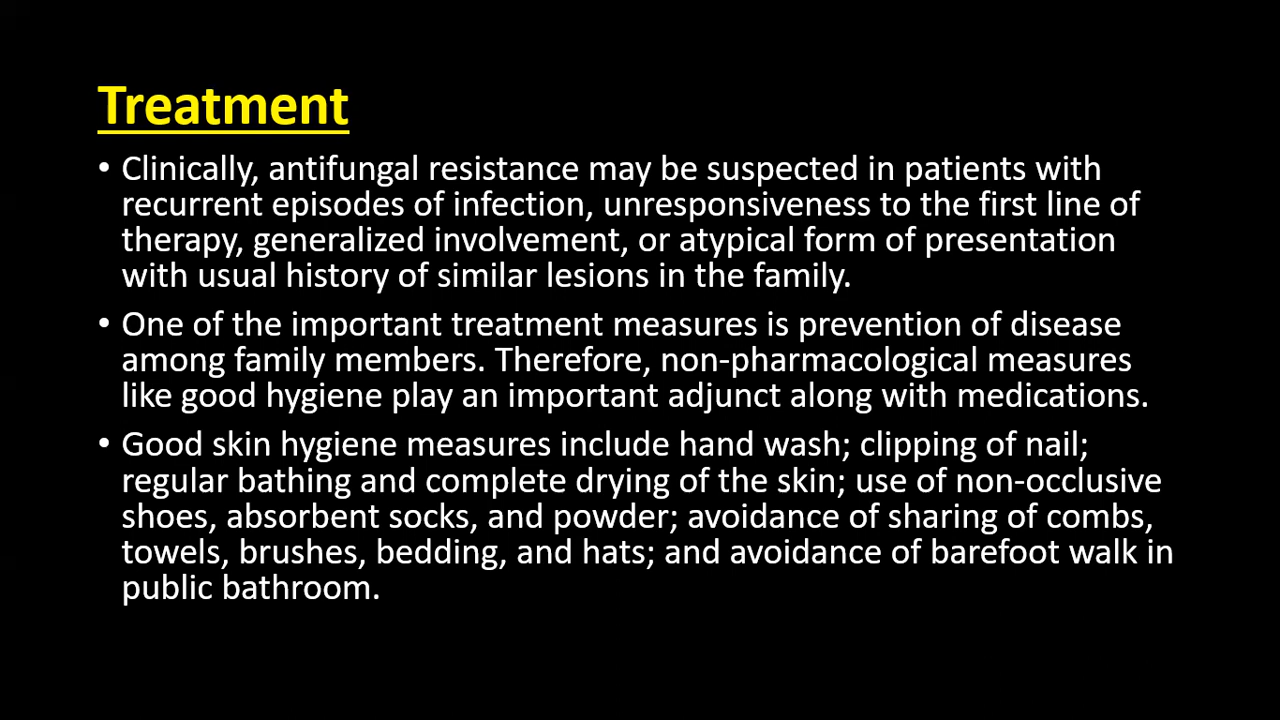 Treatment
• Clinically, antifungal resistance may be suspected in patients with
recurrent episodes of infection, unresponsiveness to the first line of
therapy, generalized involvement, or atypical form of presentation
with usual history of similar lesions in the family.
• One of the important treatment measures is prevention of disease
among family members. Therefore, non-pharmacological measures
like good hygiene play an important adjunct along with medications.
• Good skin hygiene measures include hand wash; clipping of nail;
regular bathing and complete drying of the skin; use of non-occlusive
shoes, absorbent socks, and powder; avoidance of sharing of combs,
towels, brushes, bedding, and hats; and avoidance of barefoot walk in
public bathroom.